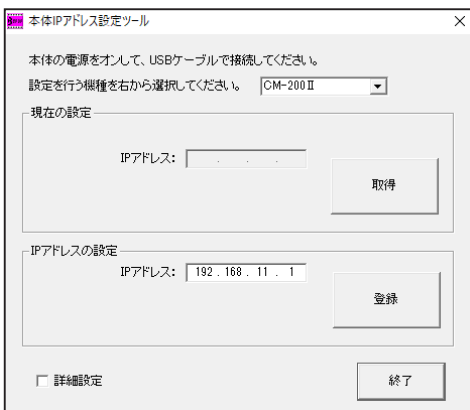 本体IPアドレス設定ツール
本体の電源をオンして、USBケーブルで接続してください。
設定を行う機種を右から選択してください。 CM-200Ⅱ
現在の設定
IPアドレス: . . .
取得
IPアドレスの設定
IPアドレス: 192 . 168 . 11 . 1
登録
詳細設定
終了